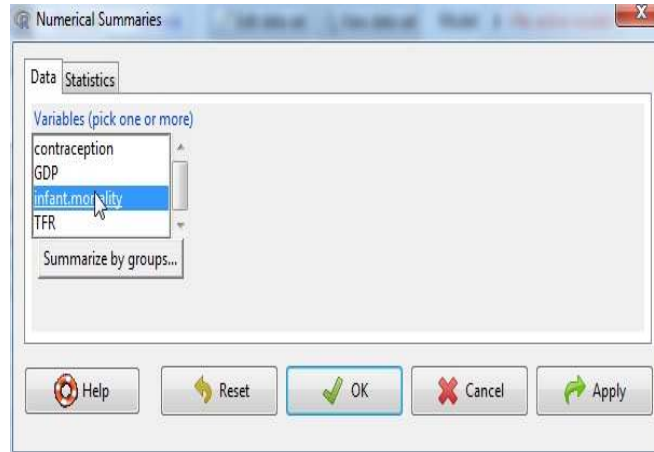 Numerical Summaries
Data Statistics
Variables (pick one or more)
contraception
GDP
infant.mortality
TFR
Summarize by groups...
Help Reset OK Cancel Apply